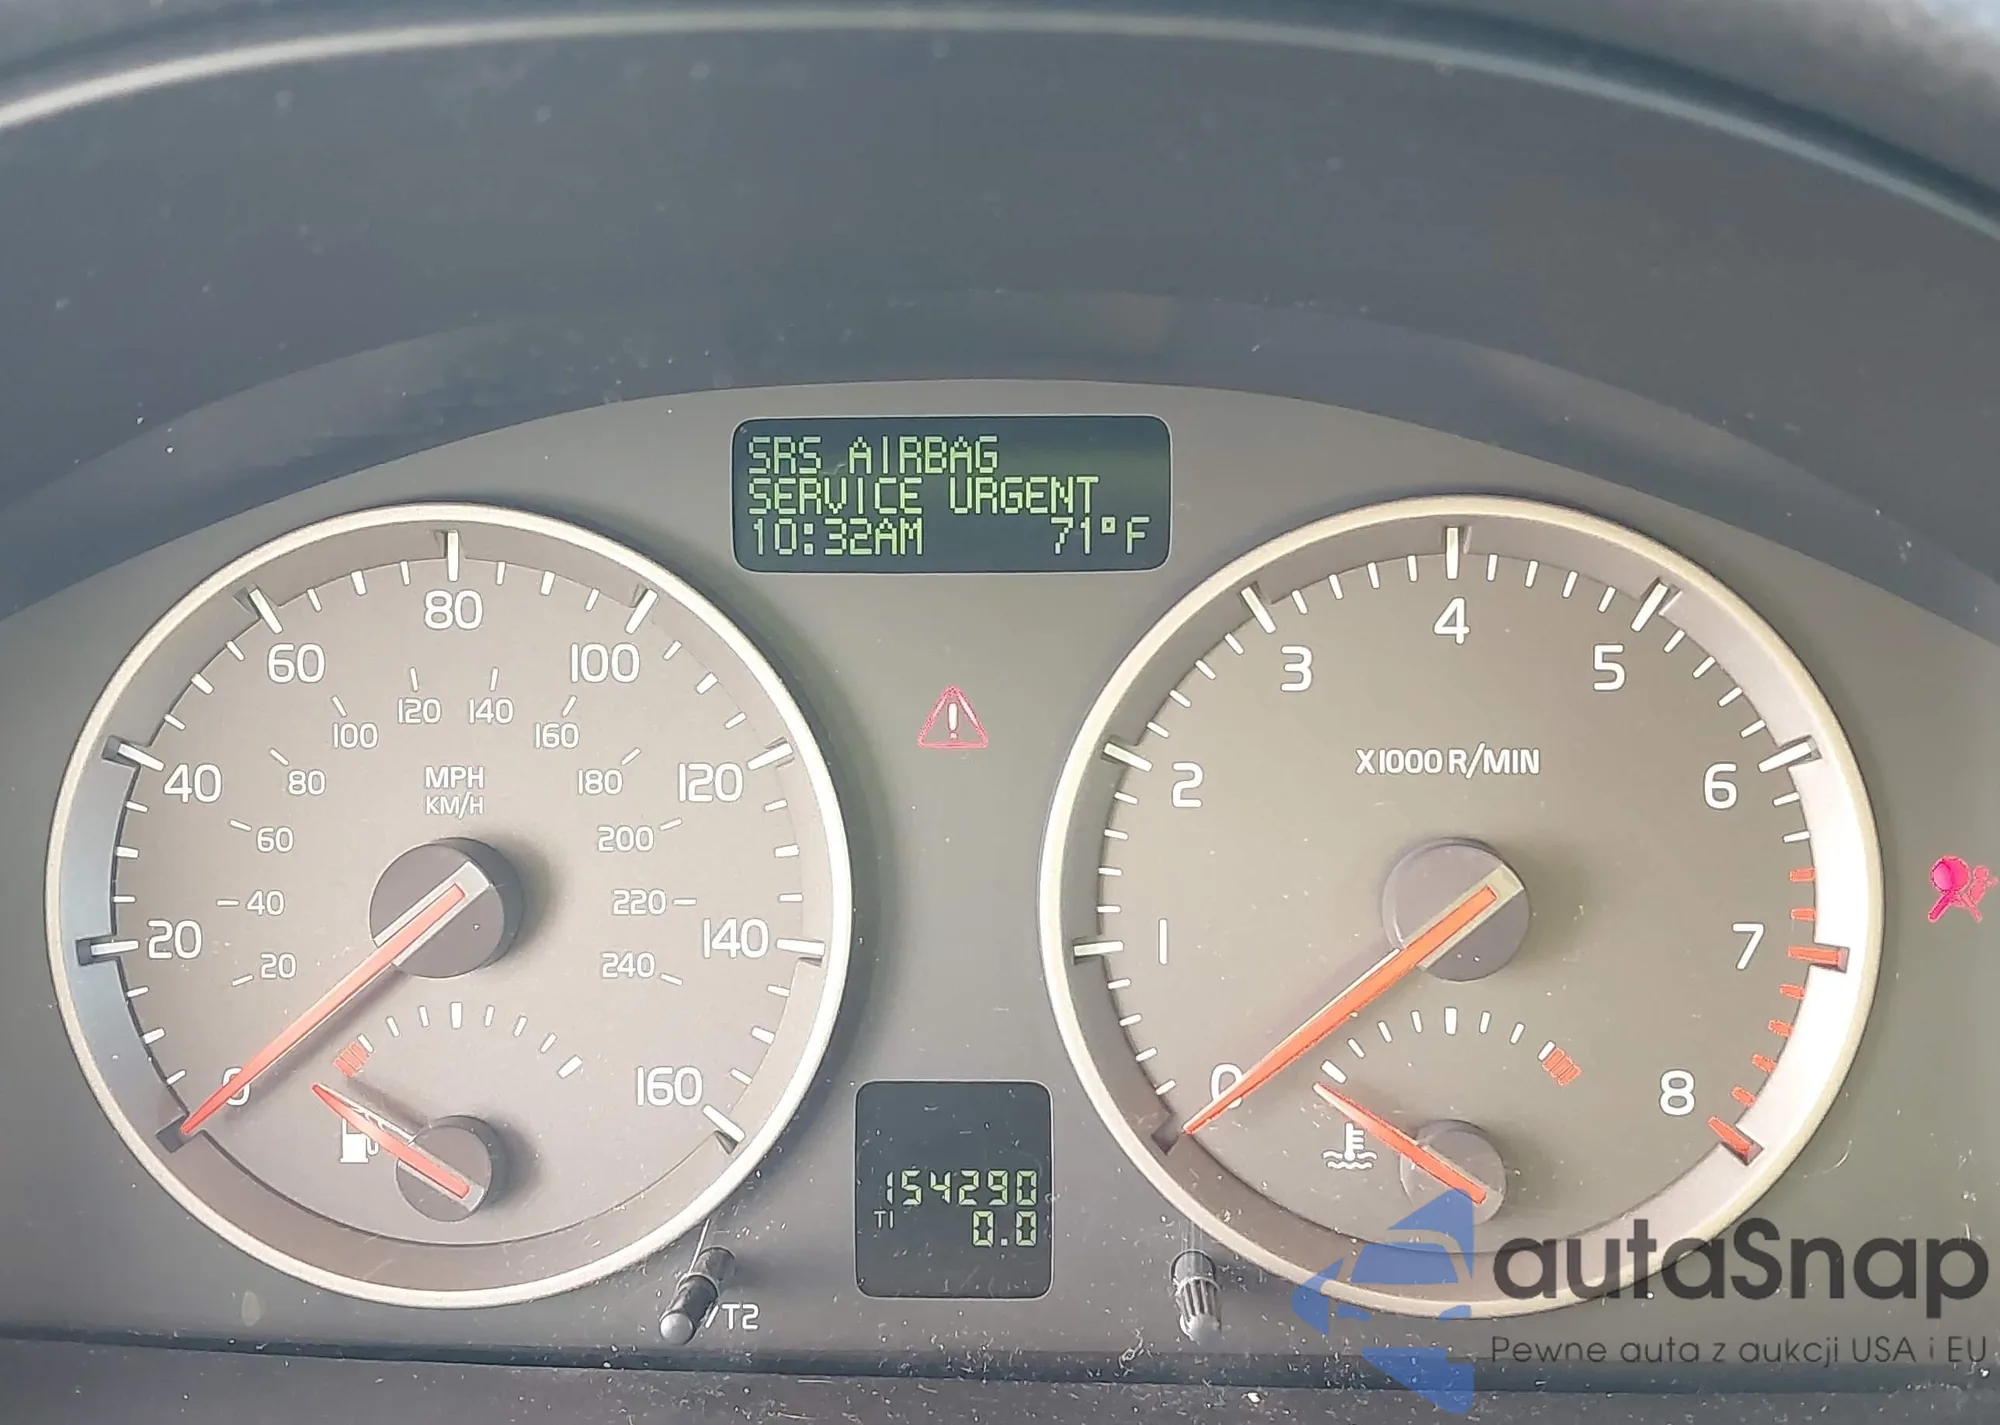 SRS AIRBAG
SERVICE URGENT
10:32AM 71°F
0 20 40 60 80 100 120 140 160
20 40 60 80 100 120 140 160 180 200 220 240
MPH
KM/H
0 1 2 3 4 5 6 7 8
X1000 R/MIN
154290
T1 0.0
/T2
autaSnap
Pewne auta z aukcji USA i EU